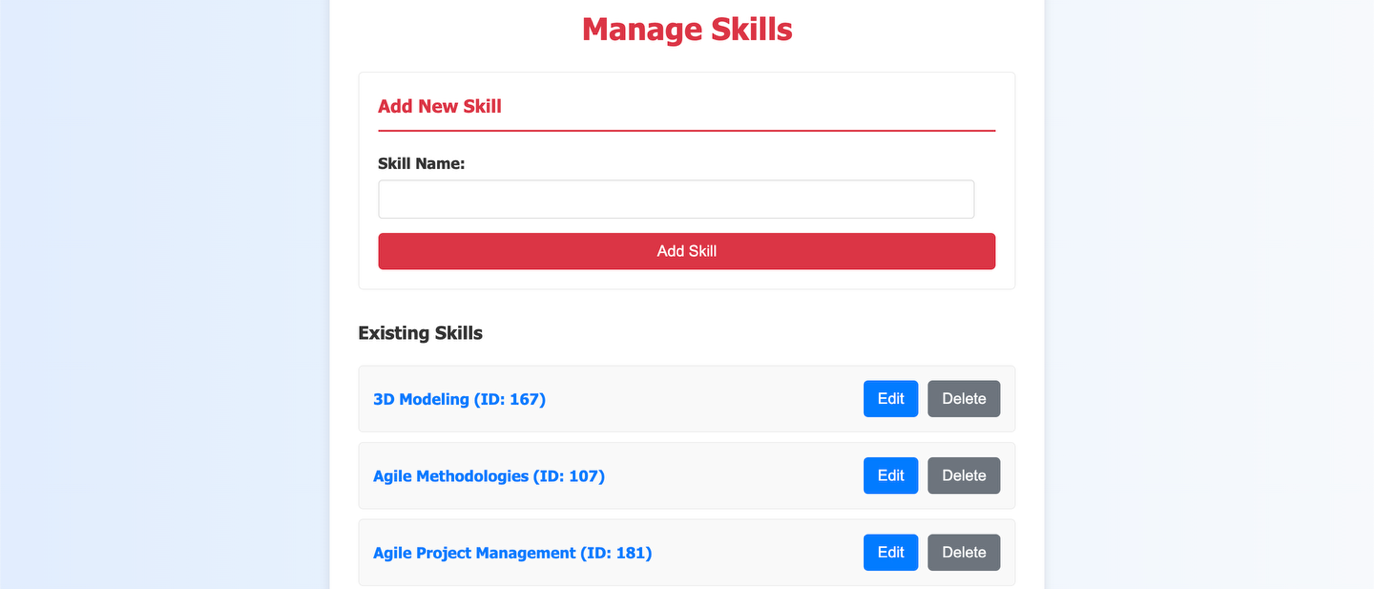 Manage Skills
Add New Skill
Skill Name:
Add Skill
Existing Skills
3D Modeling (ID: 167) Edit Delete
Agile Methodologies (ID: 107) Edit Delete
Agile Project Management (ID: 181) Edit Delete